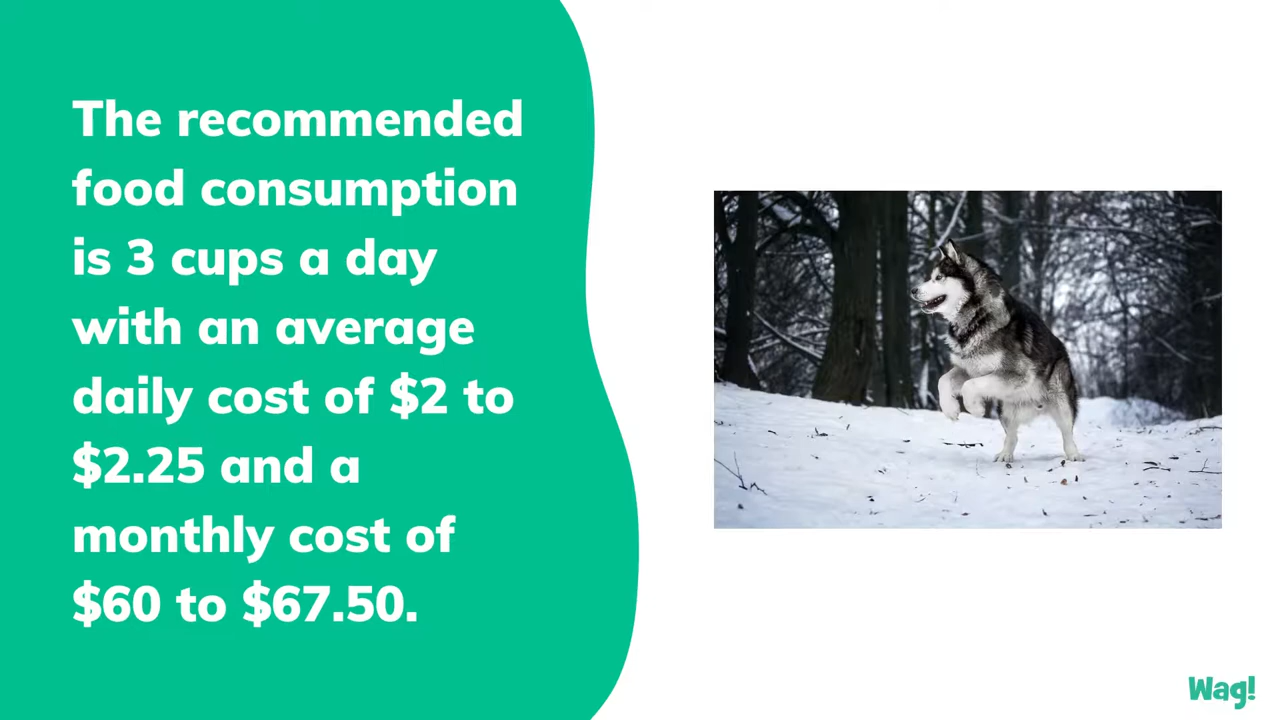 The recommended
food consumption
is 3 cups a day
with an average
daily cost of $2 to
$2.25 and a
monthly cost of
$60 to $67.50.
Wag!